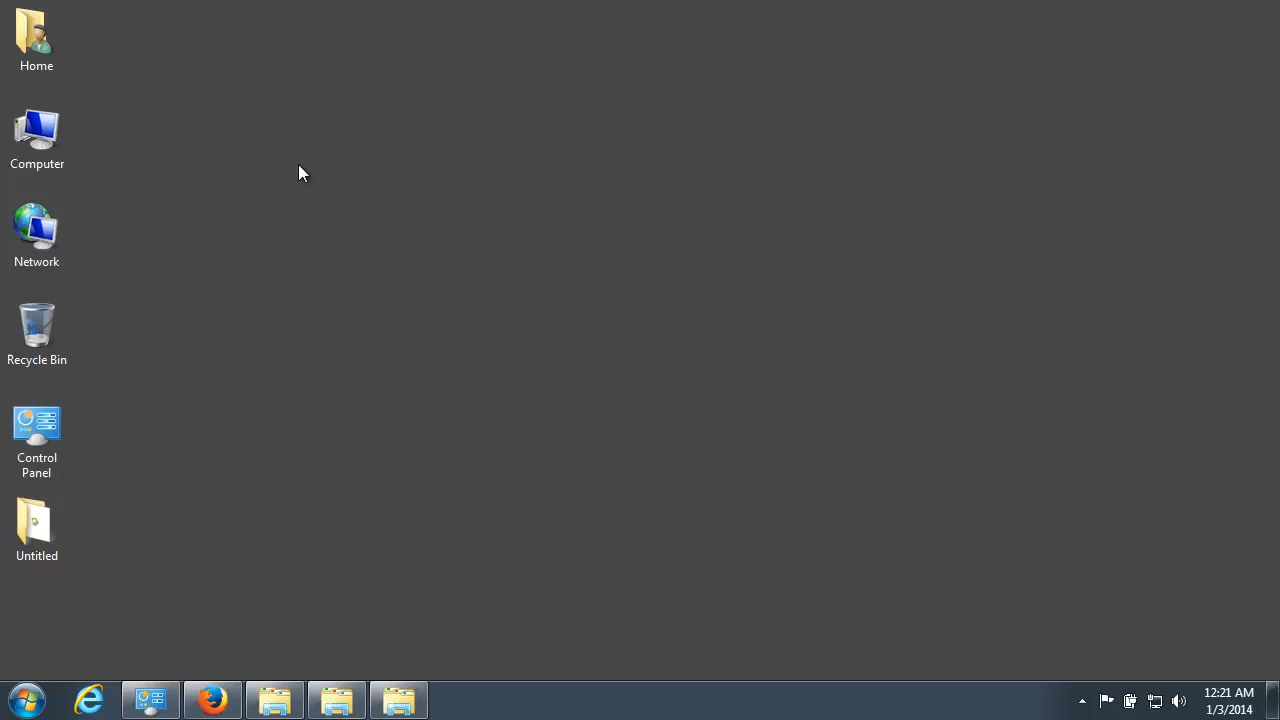 Home
Computer
Network
Recycle Bin
Control
Panel
Untitled
12:21 AM
1/3/2014